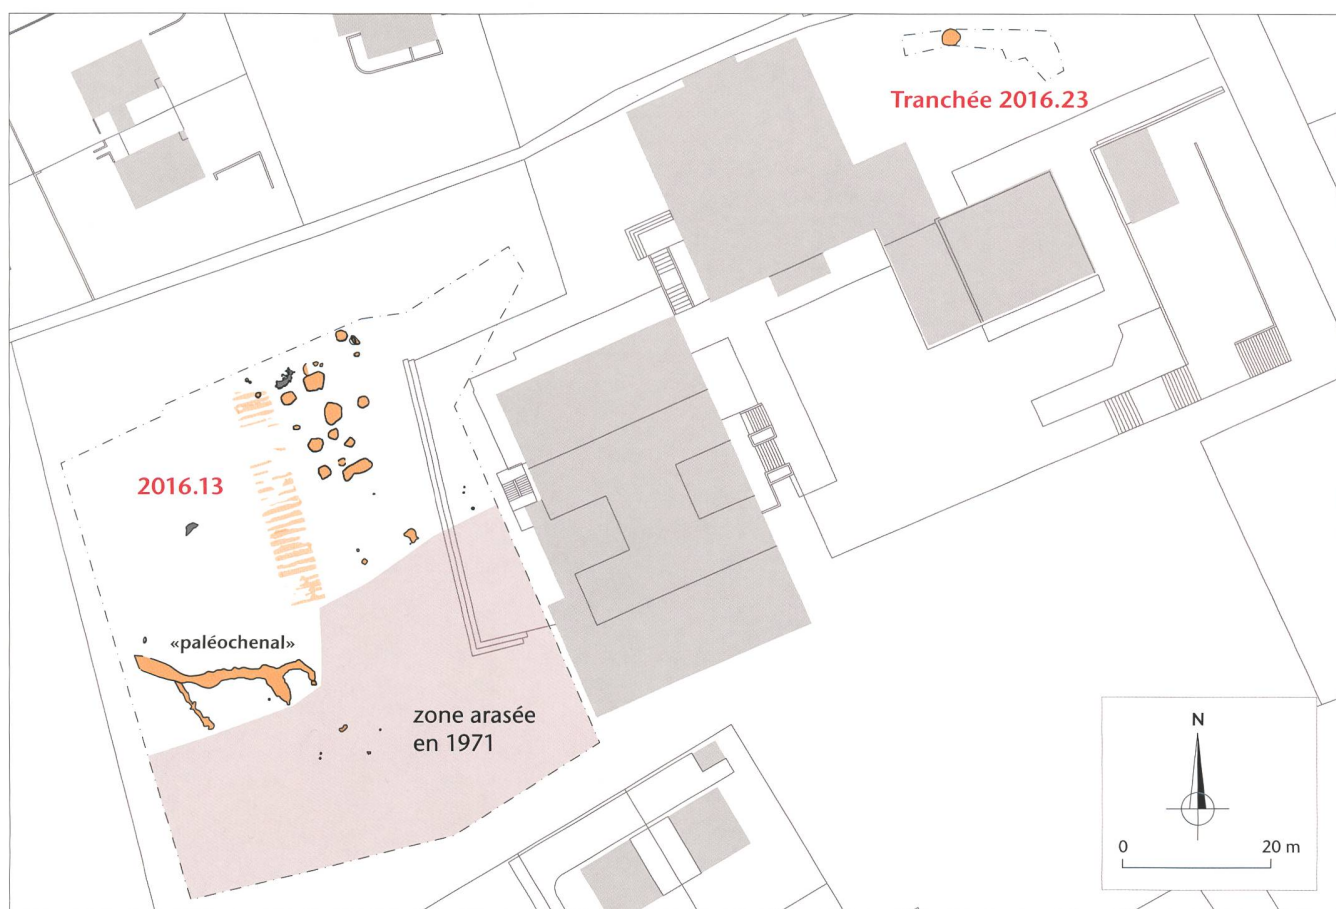 Tranchée 2016.23
2016.13
«paléochenal»
zone arasée
en 1971
N
0 20 m